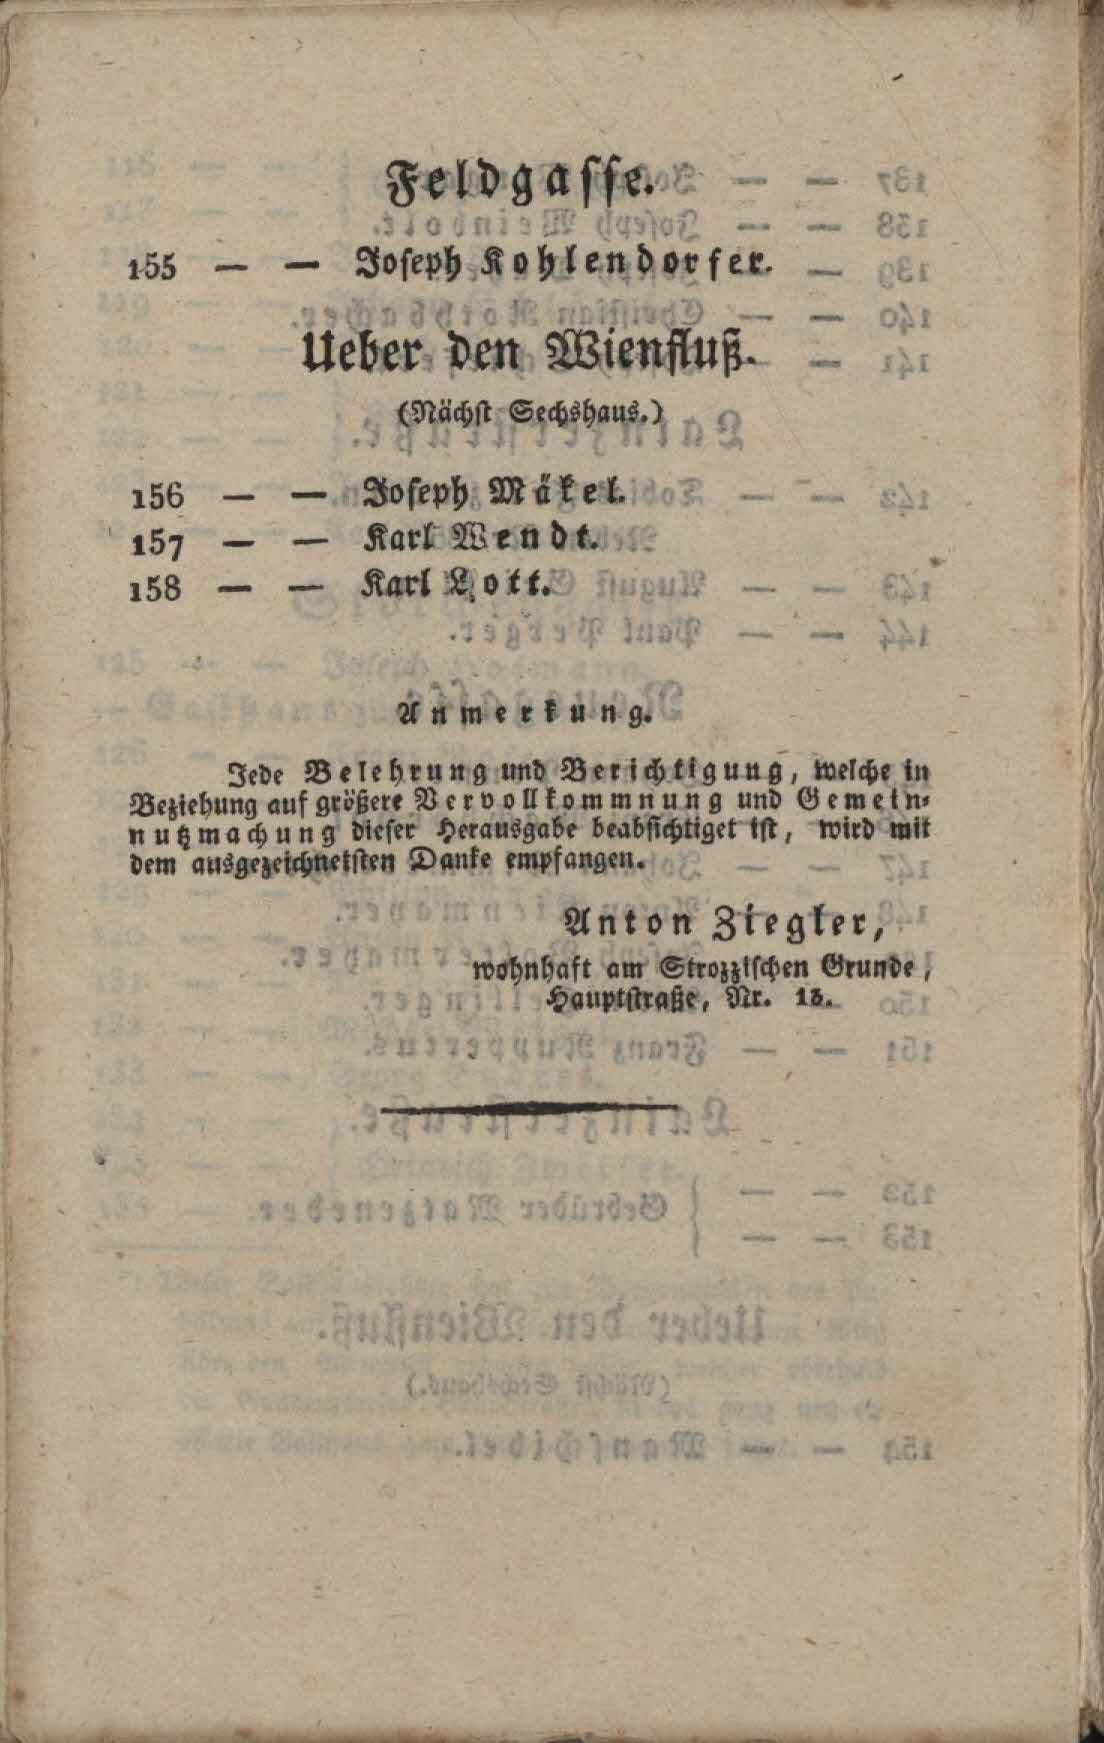 Feldgasse.
155 — — Joseph Kohlendorfer.
Ueber den Wienfluß.
(Nächst Sechshaus.)
156 — — Joseph Mäkel.
157 — — Karl Wendt.
158 — — Karl Lott.
Anmerkung.
Jede Belehrung und Berichtigung, welche in
Beziehung auf größere Vervollkommnung und Gemein-
nutzmachung dieser Herausgabe beabsichtiget ist, wird mit
dem ausgezeichnetsten Danke empfangen.
Anton Ziegler,
wohnhaft am Strozzischen Grunde,
Hauptstraße, Nr. 13.